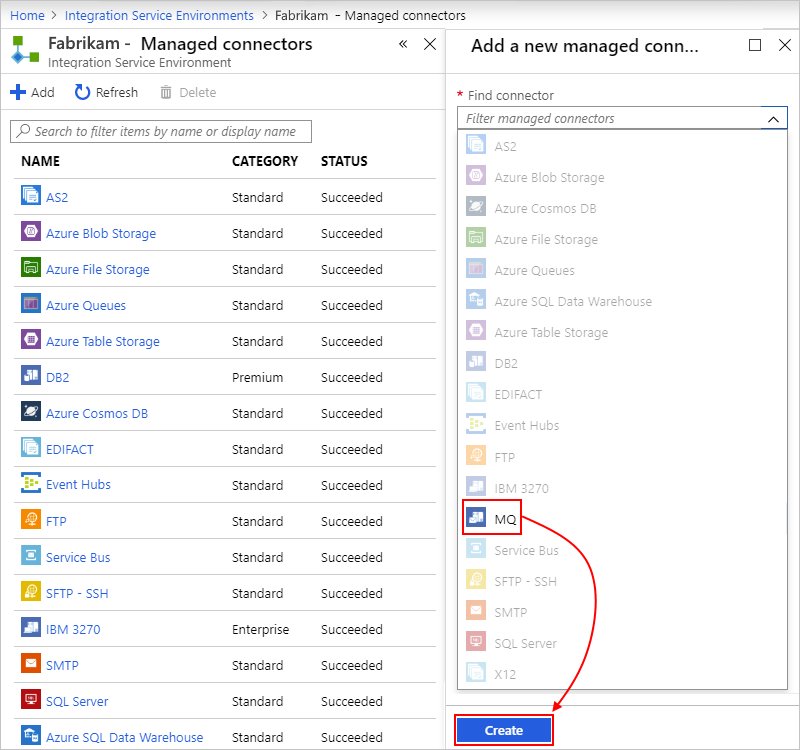 Home > Integration Service Environments > Fabrikam - Managed connectors
Fabrikam - Managed connectors
Integration Service Environment
Add Refresh Delete
Search to filter items by name or display name
NAME CATEGORY STATUS
AS2 Standard Succeeded
Azure Blob Storage Standard Succeeded
Azure File Storage Standard Succeeded
Azure Queues Standard Succeeded
Azure Table Storage Standard Succeeded
DB2 Premium Succeeded
Azure Cosmos DB Standard Succeeded
EDIFACT Standard Succeeded
Event Hubs Standard Succeeded
FTP Standard Succeeded
Service Bus Standard Succeeded
SFTP - SSH Standard Succeeded
IBM 3270 Enterprise Succeeded
SMTP Standard Succeeded
SQL Server Standard Succeeded
Azure SQL Data Warehouse Standard Succeeded
Add a new managed conn...
* Find connector
Filter managed connectors
AS2
Azure Blob Storage
Azure Cosmos DB
Azure File Storage
Azure Queues
Azure SQL Data Warehouse
Azure Table Storage
DB2
EDIFACT
Event Hubs
FTP
IBM 3270
MQ
Service Bus
SFTP - SSH
SMTP
SQL Server
X12
Create